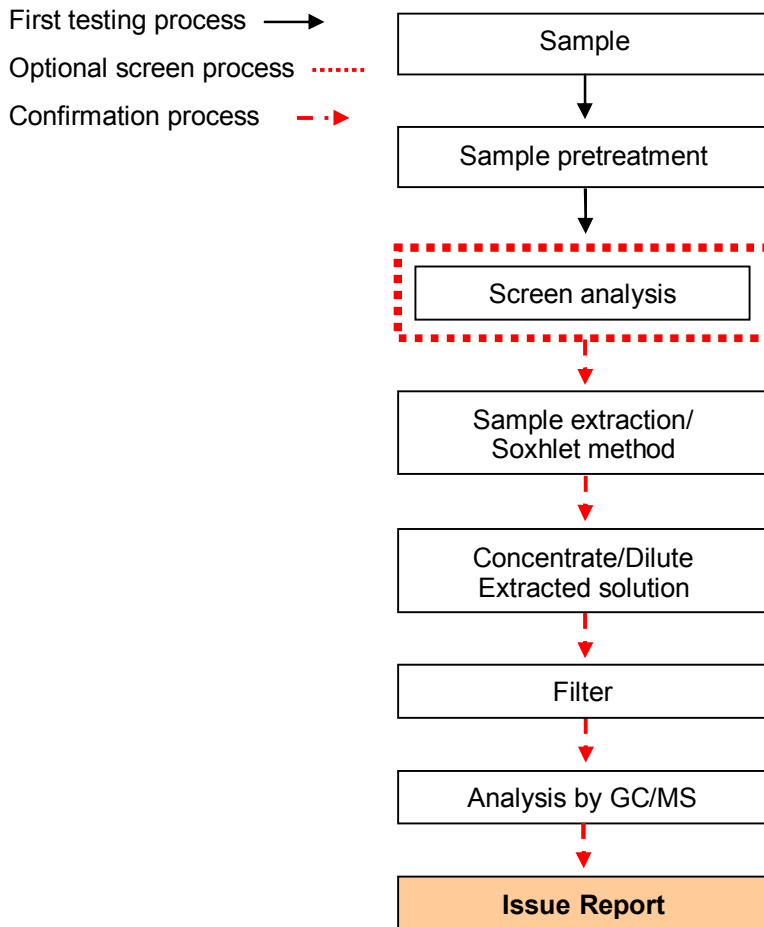 First testing process
Optional screen process
Confirmation process
Sample
Sample pretreatment
Screen analysis
Sample extraction/
Soxhlet method
Concentrate/Dilute
Extracted solution
Filter
Analysis by GC/MS
Issue Report